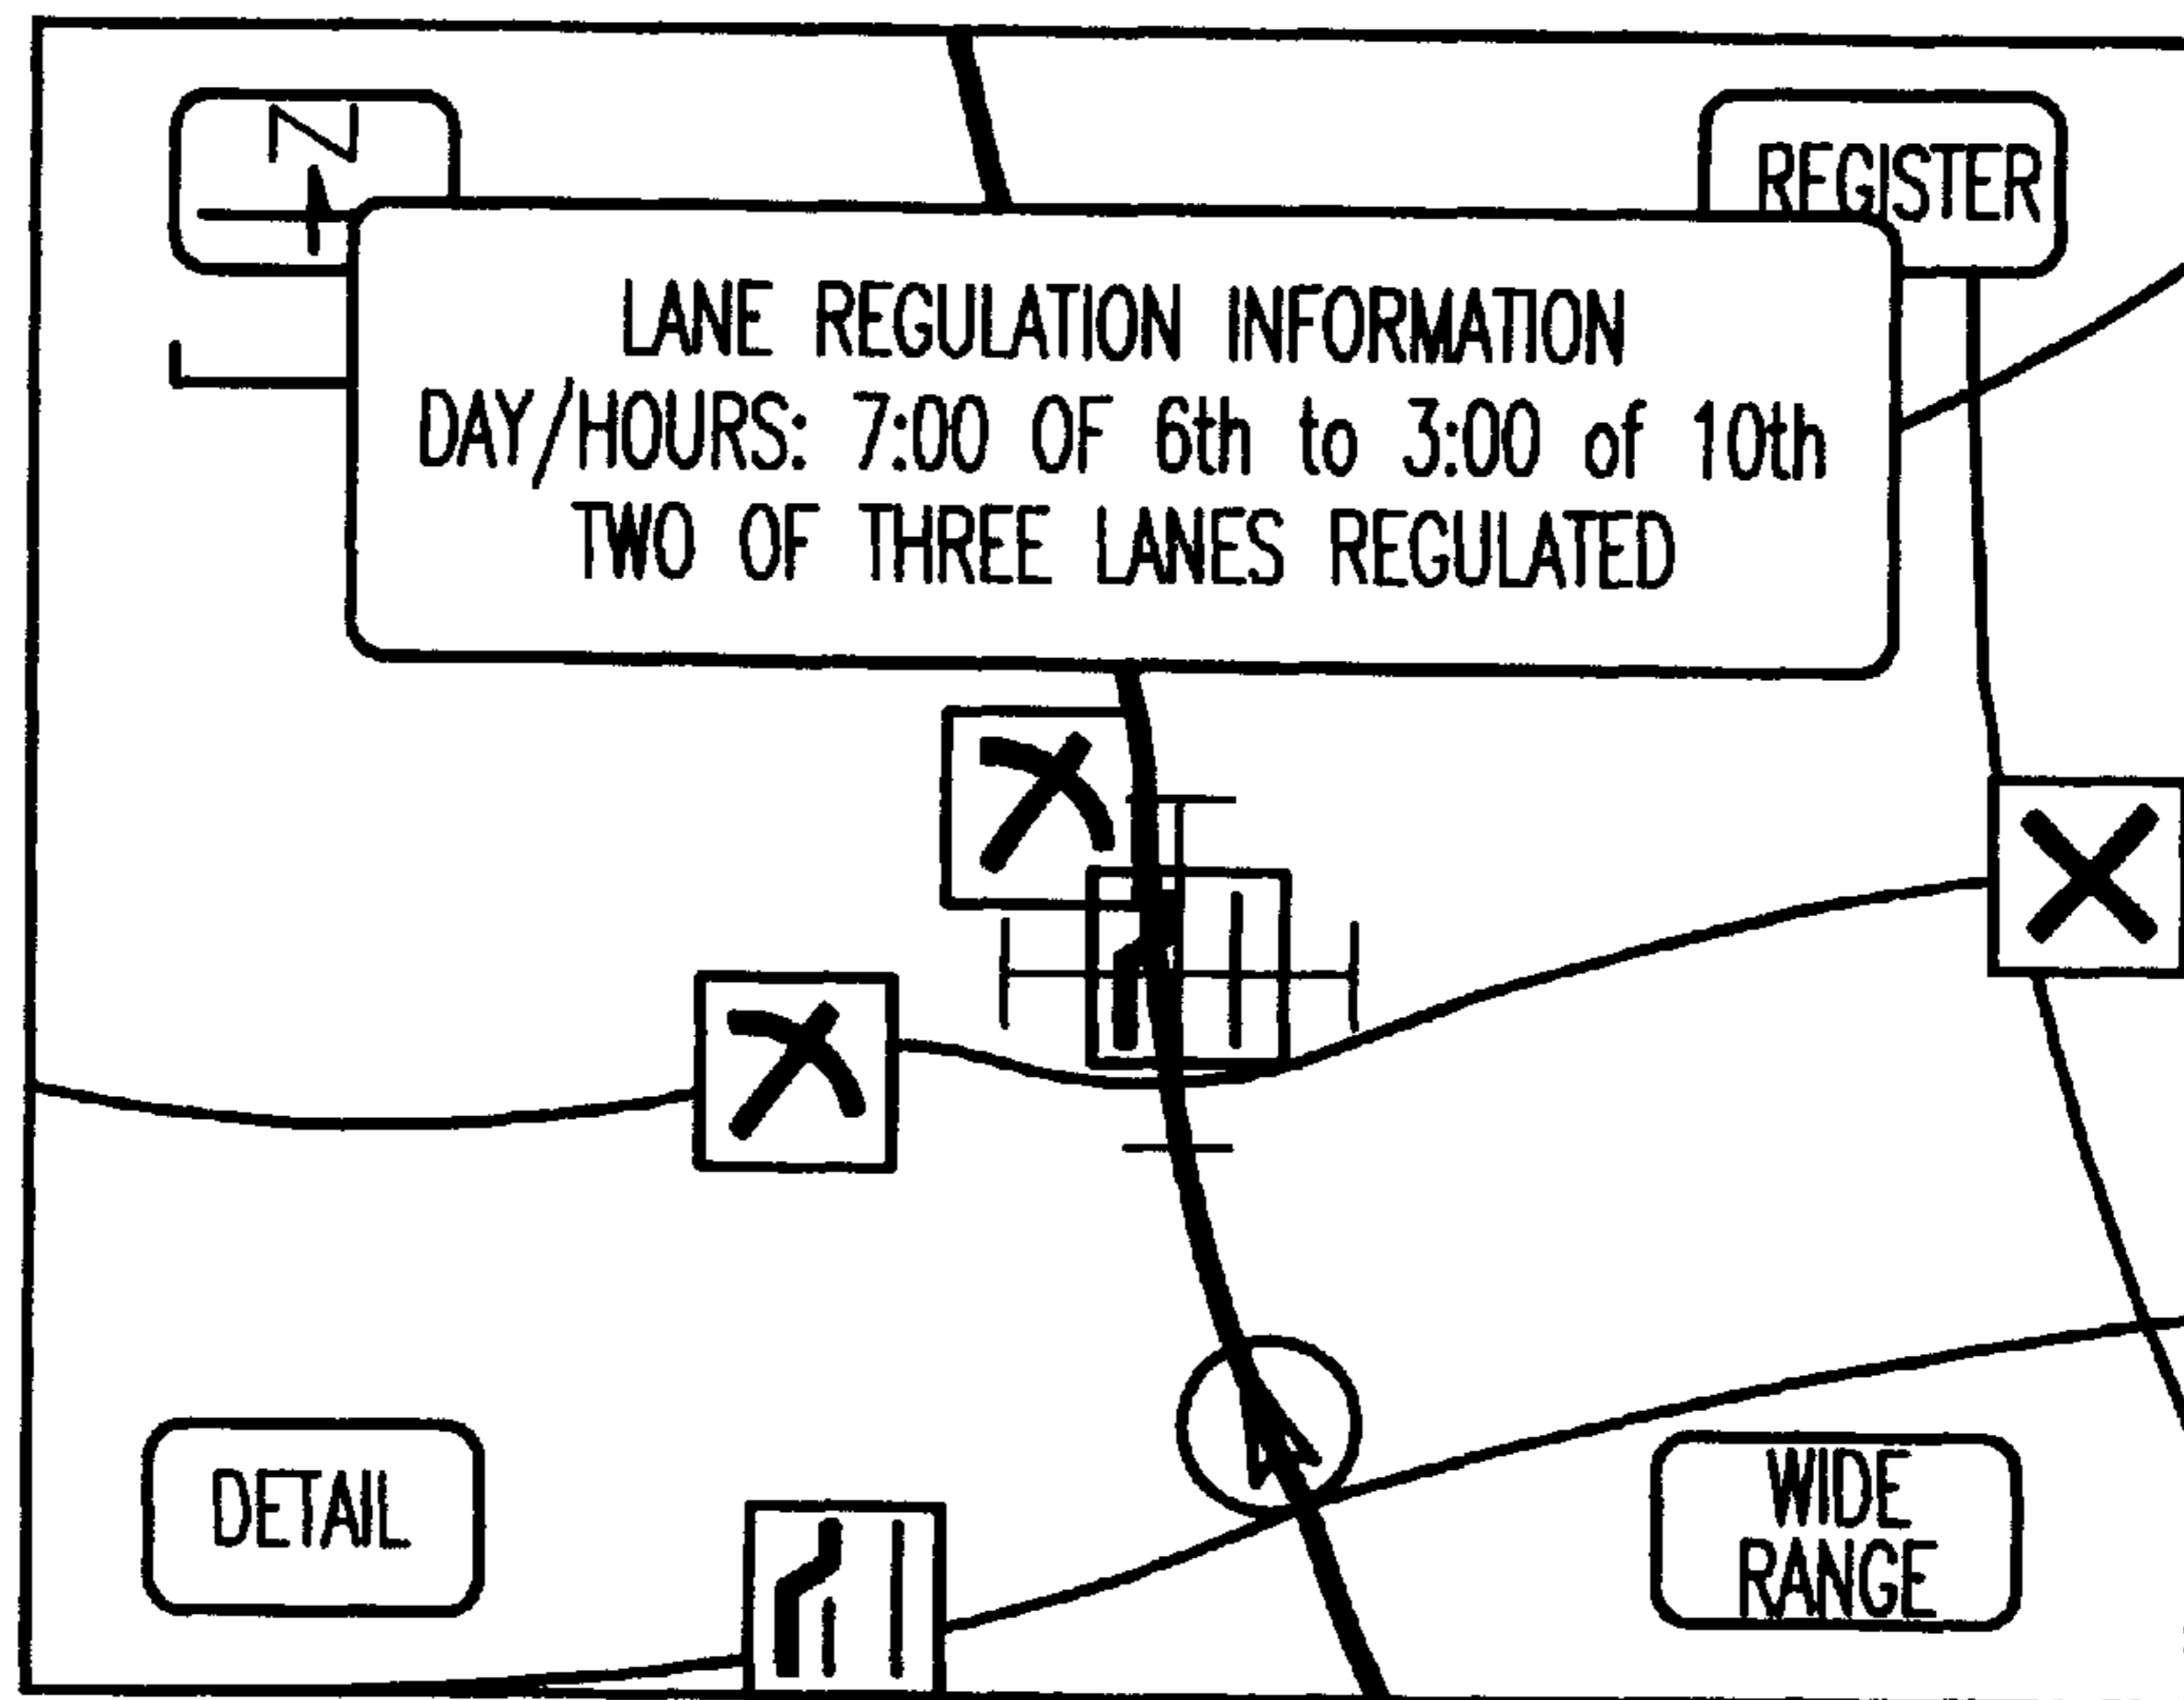 N
REGISTER
LANE REGULATION INFORMATION
DAY/HOURS: 7:00 OF 6th to 3:00 of 10th
TWO OF THREE LANES REGULATED
DETAIL
WIDE
RANGE